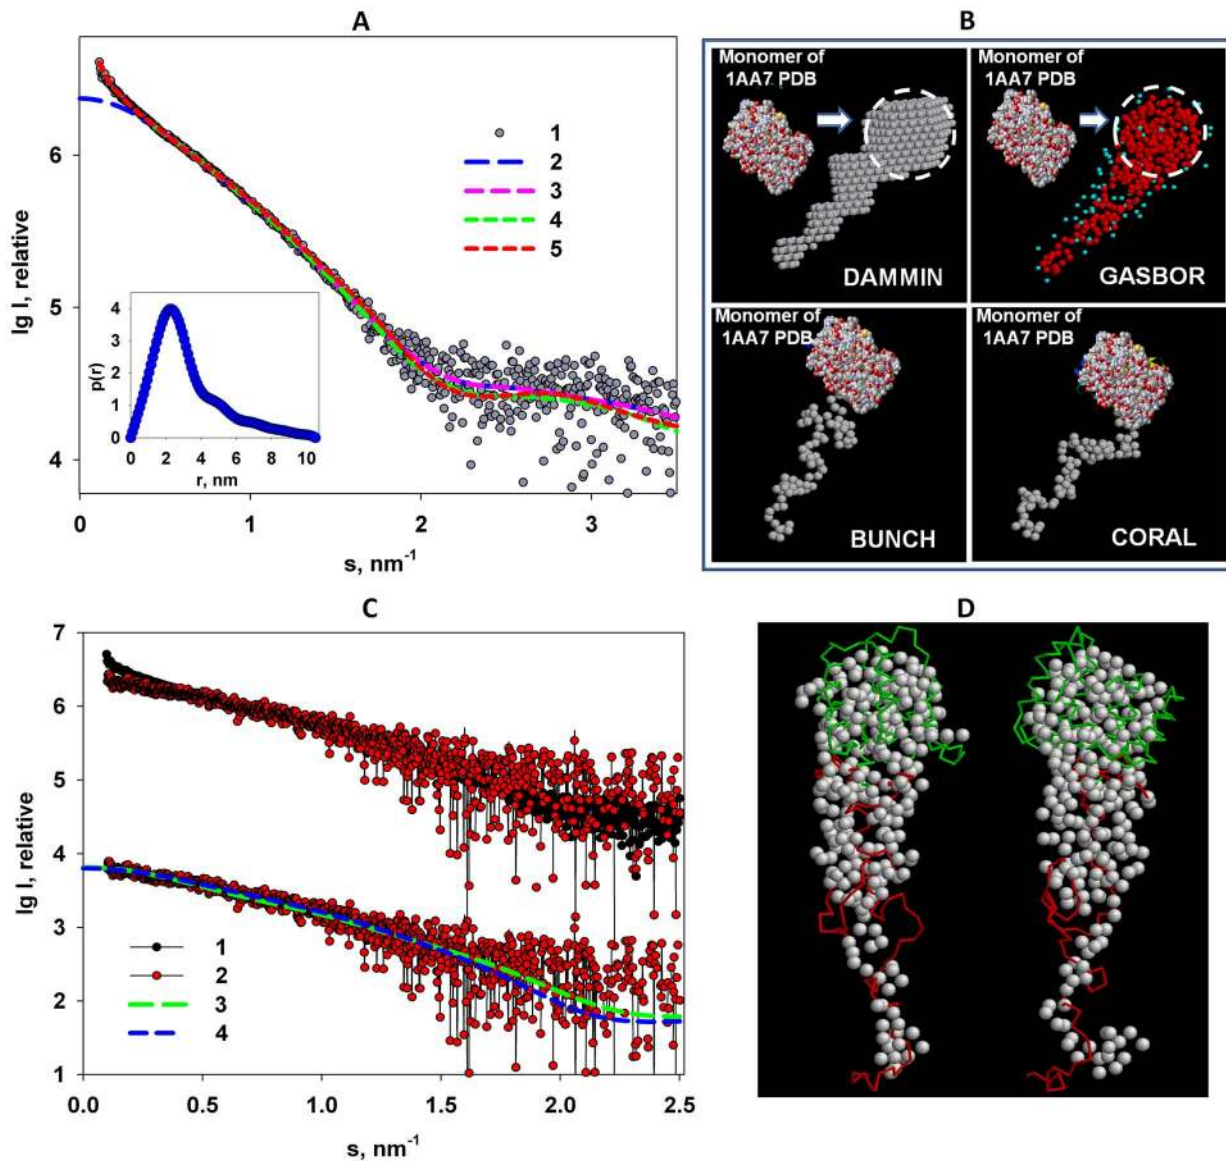 A
lg I, relative
6
5
4
1
2
3
4
5
p(r)
4
3
2
1
0
0 2 4 6 8 10
r, nm
0 1 2 3
s, nm-1
B
Monomer of
1AA7 PDB
DAMMIN
Monomer of
1AA7 PDB
GASBOR
Monomer of
1AA7 PDB
BUNCH
Monomer of
1AA7 PDB
CORAL
C
lg I, relative
7
6
5
4
3
2
1
1
2
3
4
0.0 0.5 1.0 1.5 2.0 2.5
s, nm-1
D